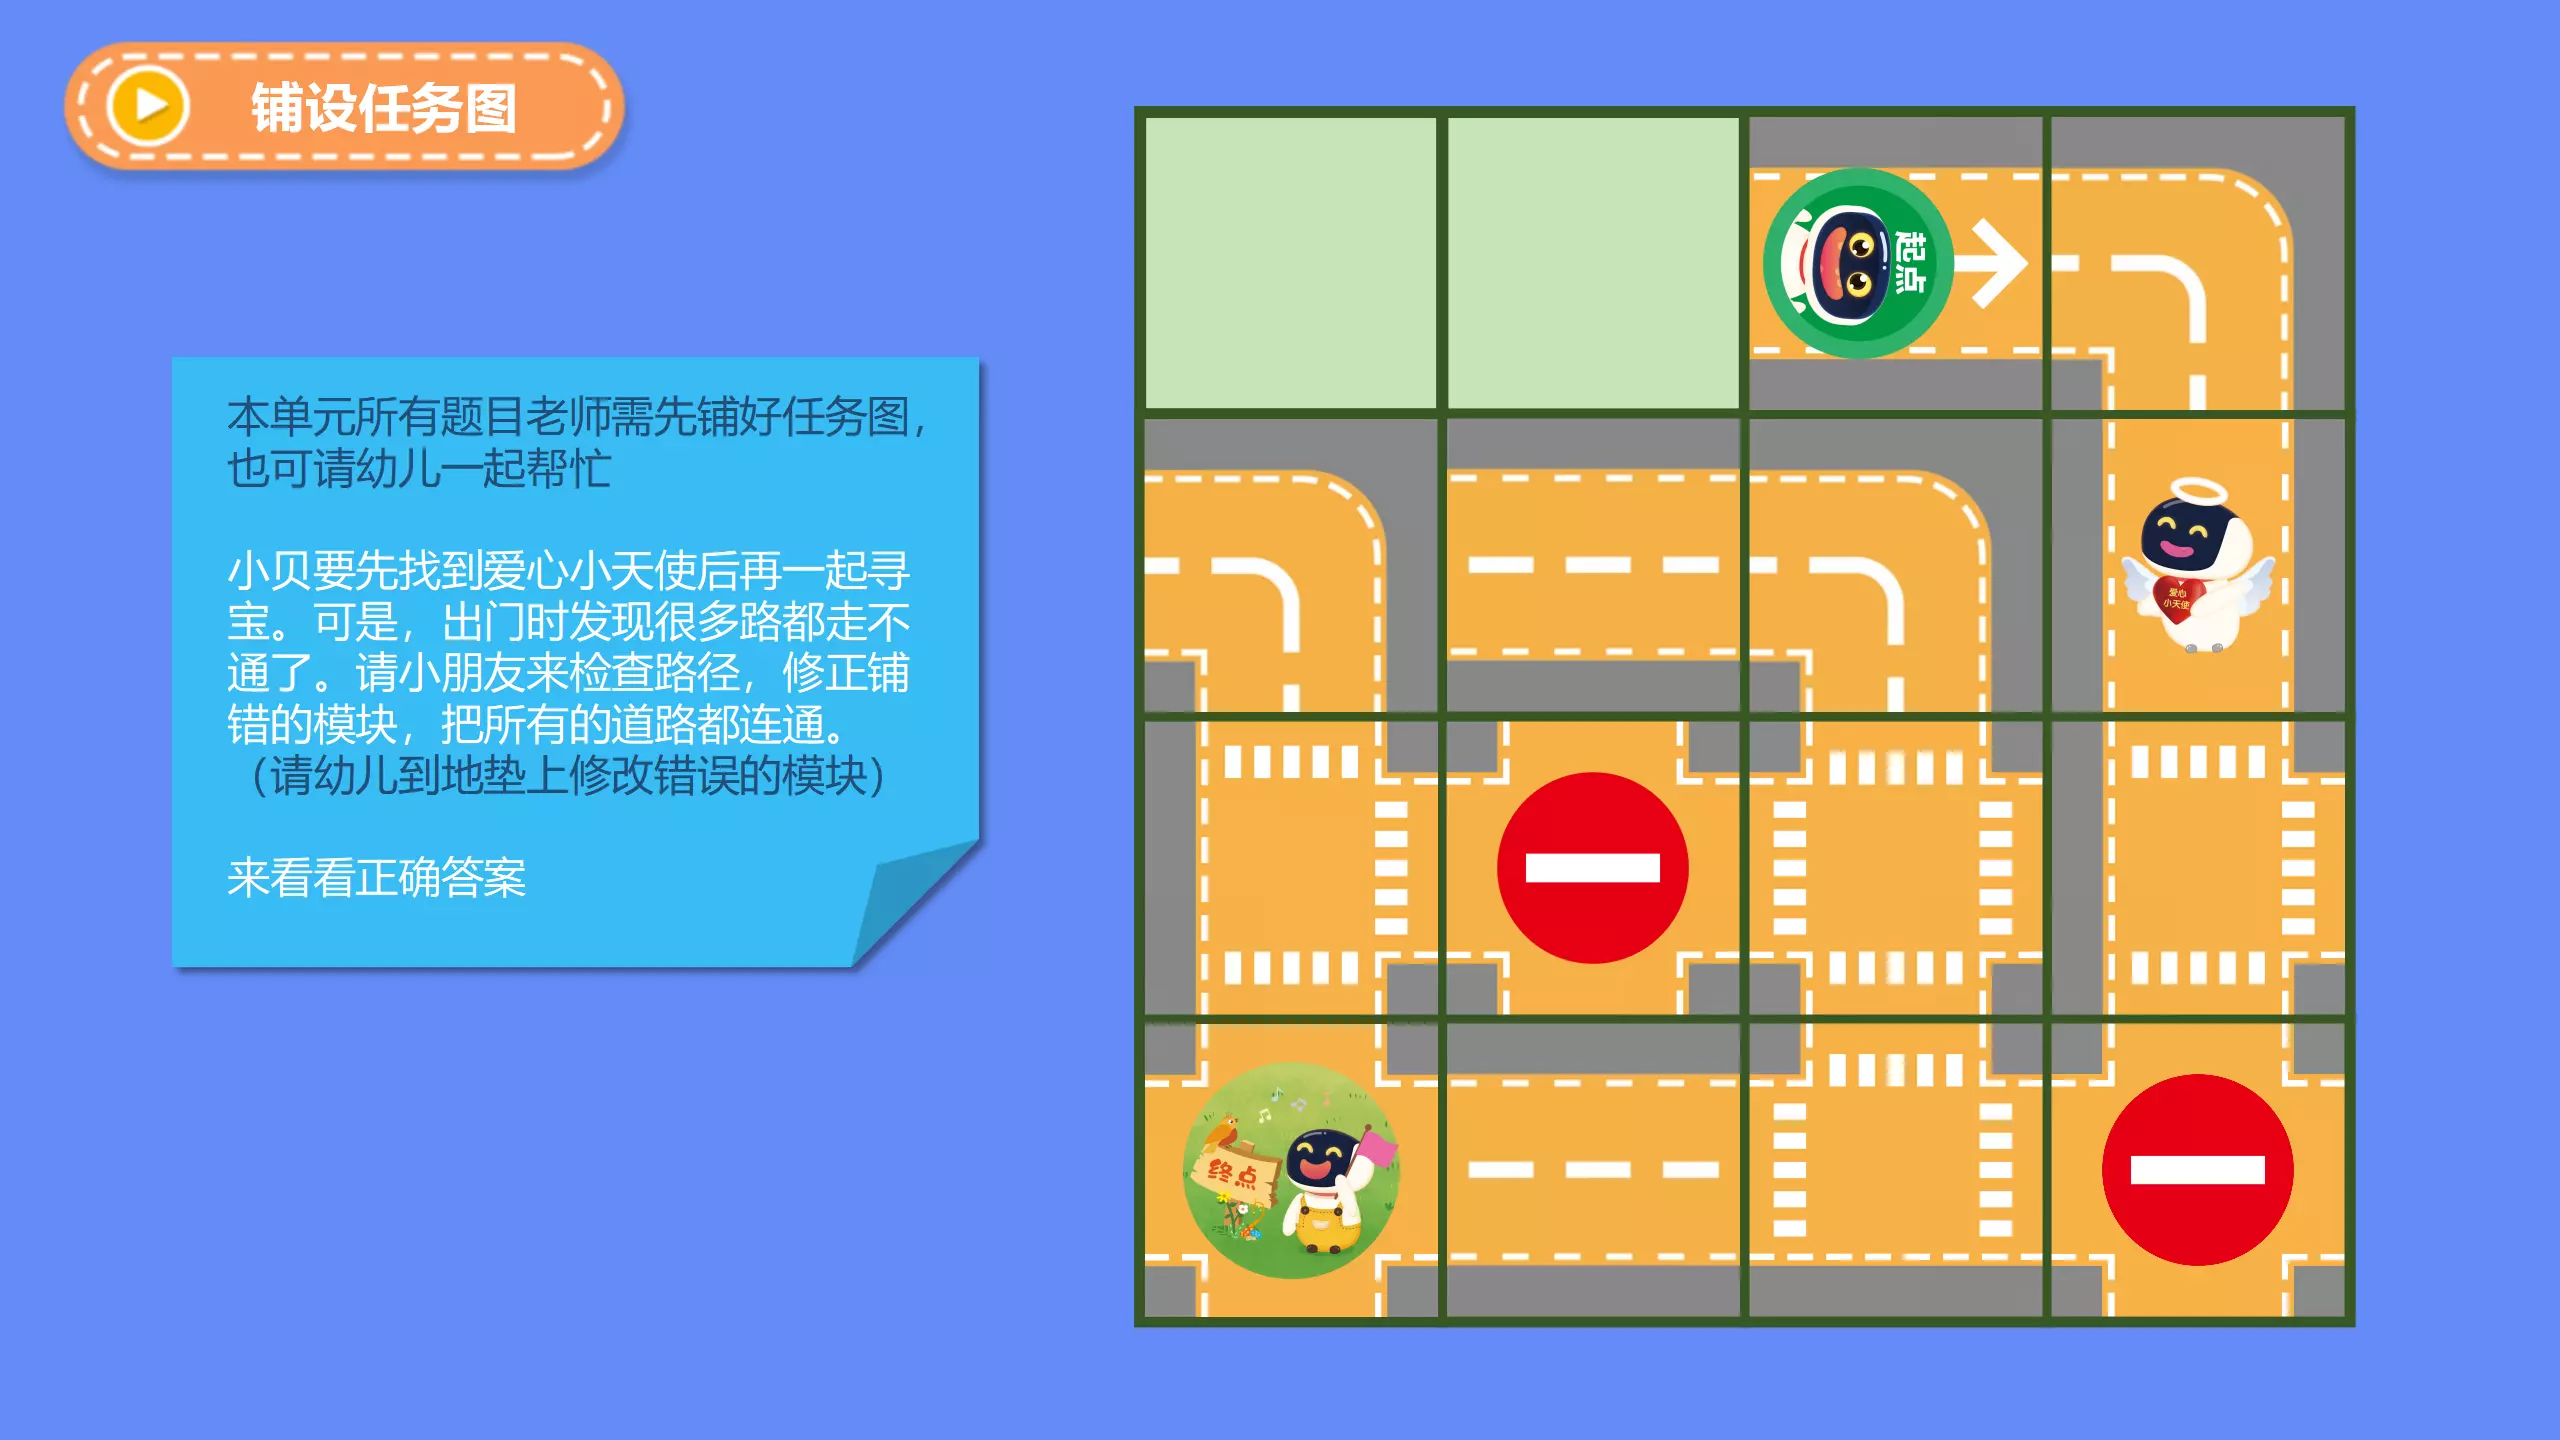 铺设任务图
本单元所有题目老师需先铺好任务图，
也可请幼儿一起帮忙
小贝要先找到爱心小天使后再一起寻
宝。可是，出门时发现很多路都走不
通了。请小朋友来检查路径，修正铺
错的模块，把所有的道路都连通。
（请幼儿到地垫上修改错误的模块）
来看看正确答案
起点
爱心
小天使
终点